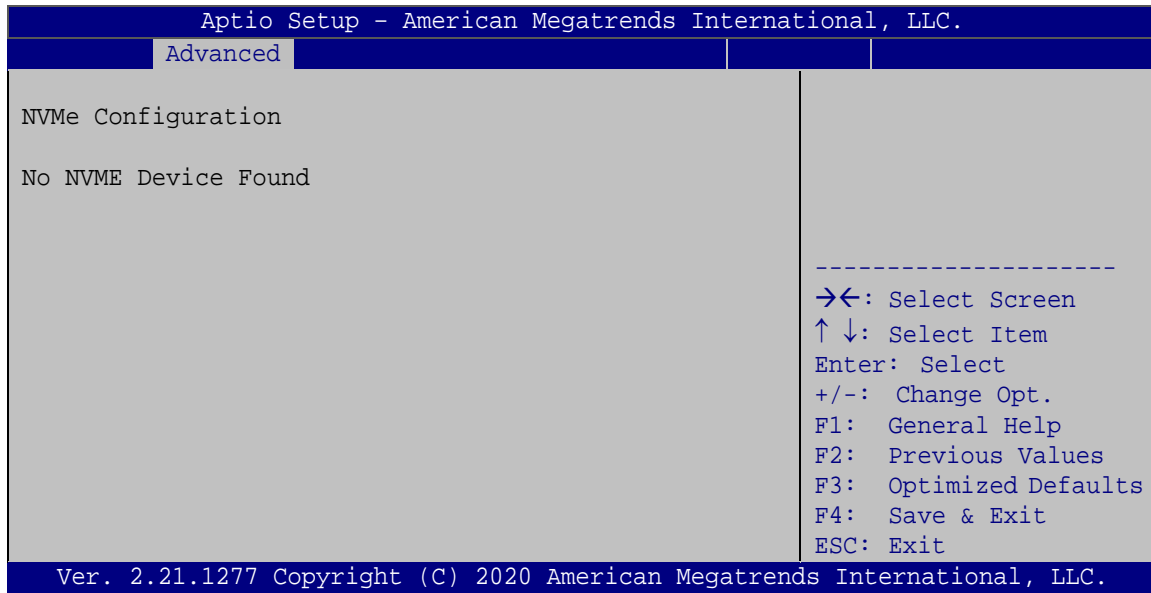 Aptio Setup – American Megatrends International, LLC.
Advanced
NVMe Configuration
No NVME Device Found
---------------------
→←: Select Screen
↑ ↓: Select Item
Enter: Select
+/-: Change Opt.
F1: General Help
F2: Previous Values
F3: Optimized Defaults
F4: Save & Exit
ESC: Exit
Ver. 2.21.1277 Copyright (C) 2020 American Megatrends International, LLC.